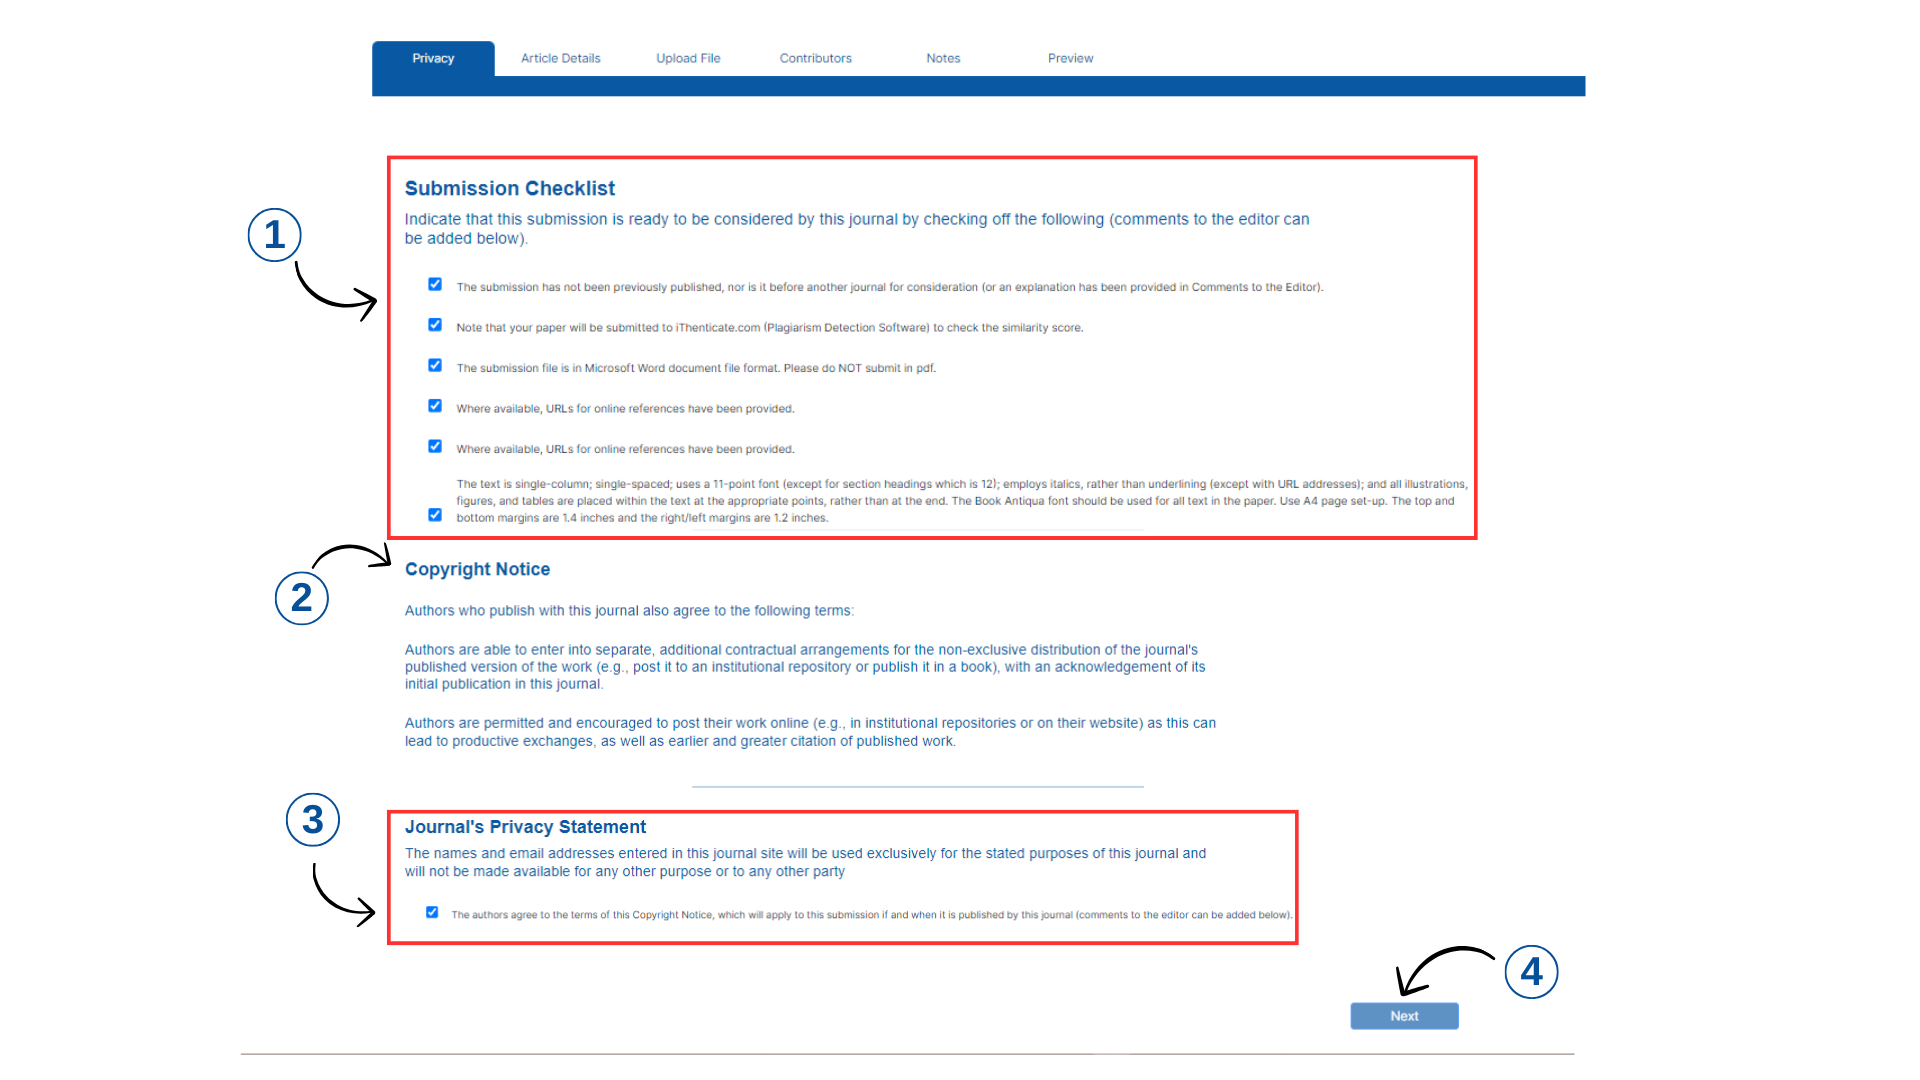 Privacy
Article Details
Upload File
Contributors
Notes
Preview
1
Submission Checklist
Indicate that this submission is ready to be considered by this journal by checking off the following (comments to the editor can
be added below).
The submission has not been previously published, nor is it before another journal for consideration (or an explanation has been provided in Comments to the Editor).
Note that your paper will be submitted to iThenticate.com (Plagiarism Detection Software) to check the similarity score.
The submission file is in Microsoft Word document file format. Please do NOT submit in pdf.
Where available, URLs for online references have been provided.
Where available, URLs for online references have been provided.
The text is single-column; single-spaced; uses a 11-point font (except for section headings which is 12); employs italics, rather than underlining (except with URL addresses); and all illustrations,
figures, and tables are placed within the text at the appropriate points, rather than at the end. The Book Antiqua font should be used for all text in the paper. Use A4 page set-up. The top and
bottom margins are 1.4 inches and the right/left margins are 1.2 inches.
2
Copyright Notice
Authors who publish with this journal also agree to the following terms:
Authors are able to enter into separate, additional contractual arrangements for the non-exclusive distribution of the journal's
published version of the work (e.g., post it to an institutional repository or publish it in a book), with an acknowledgement of its
initial publication in this journal.
Authors are permitted and encouraged to post their work online (e.g., in institutional repositories or on their website) as this can
lead to productive exchanges, as well as earlier and greater citation of published work.
3
Journal's Privacy Statement
The names and email addresses entered in this journal site will be used exclusively for the stated purposes of this journal and
will not be made available for any other purpose or to any other party
The authors agree to the terms of this Copyright Notice, which will apply to this submission if and when it is published by this journal (comments to the editor can be added below).
4
Next